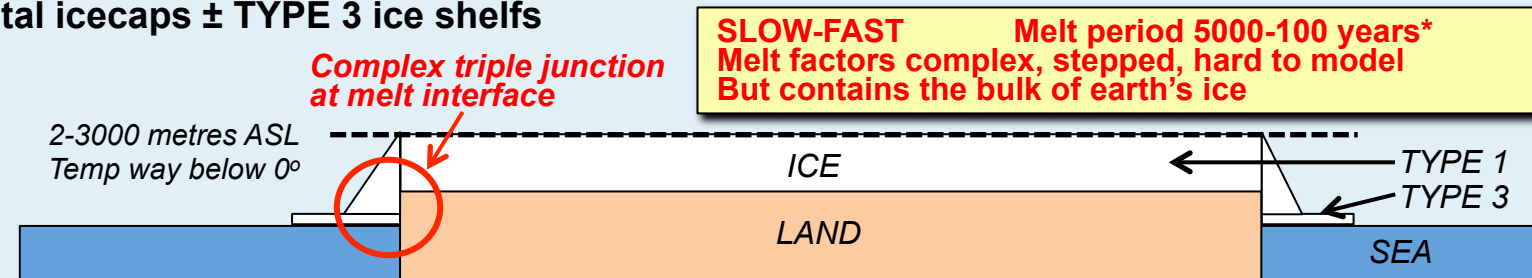 tal icecaps ± TYPE 3 ice shelfs
SLOW-FAST Melt period 5000-100 years*
Melt factors complex, stepped, hard to model
But contains the bulk of earth's ice
Complex triple junction
at melt interface
2-3000 metres ASL
Temp way below 0º
ICE
TYPE 1
TYPE 3
LAND
SEA